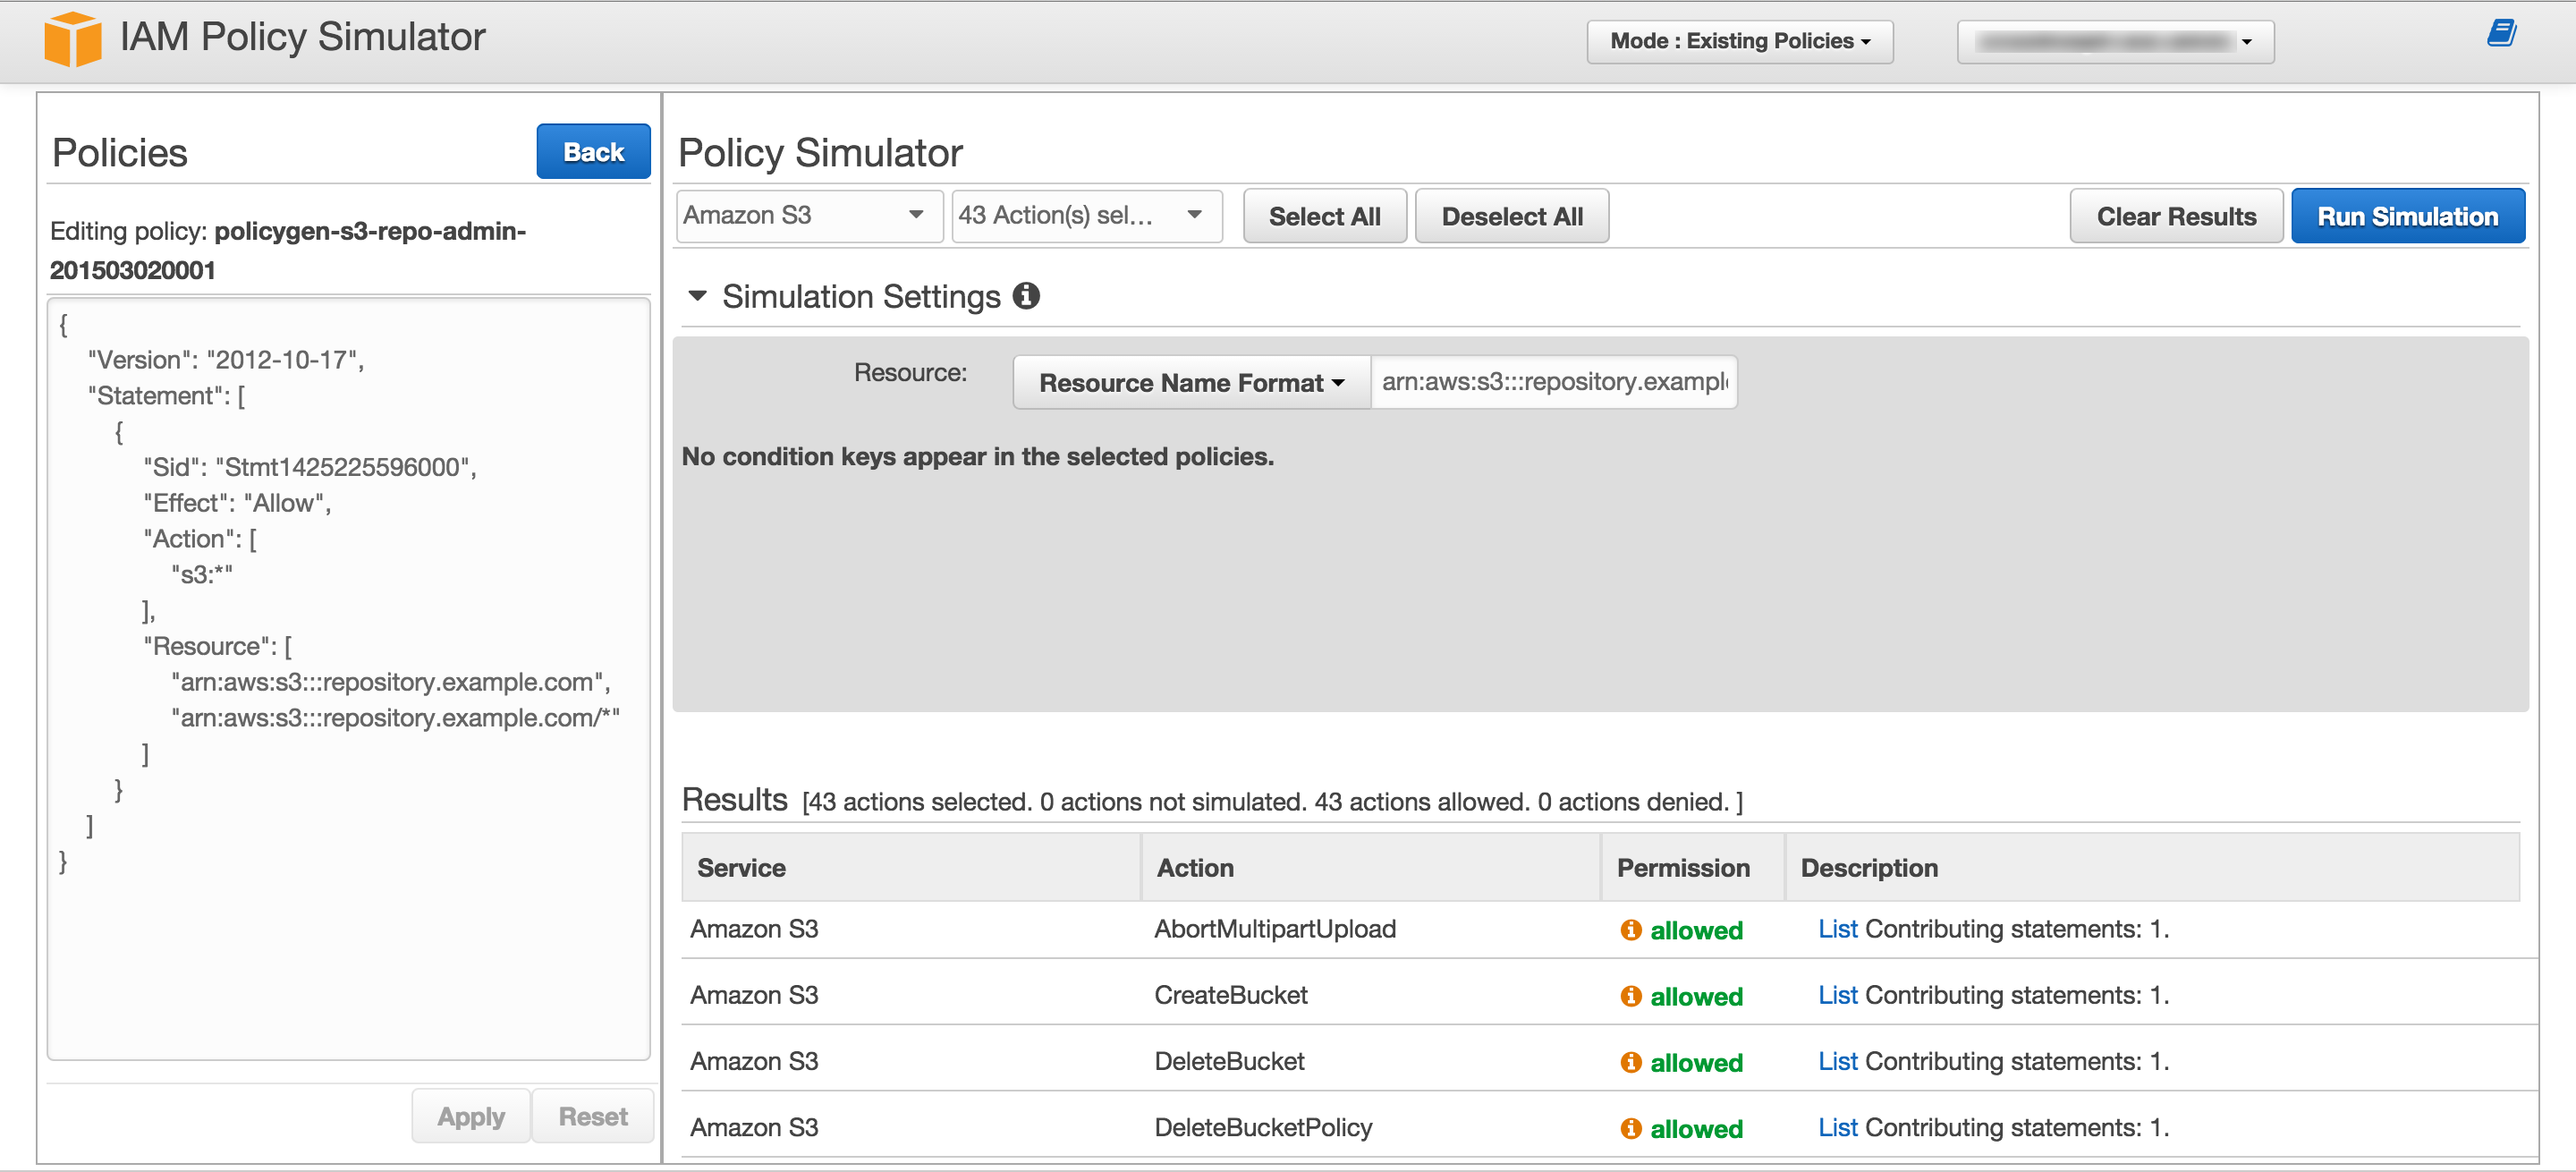 IAM Policy Simulator
Mode : Existing Policies
Policies
Back
Editing policy: policygen-s3-repo-admin-
201503020001
{
"Version": "2012-10-17",
"Statement": [
{
"Sid": "Stmt1425225596000",
"Effect": "Allow",
"Action": [
"s3:*"
],
"Resource": [
"arn:aws:s3:::repository.example.com",
"arn:aws:s3:::repository.example.com/*"
]
}
]
}
Apply Reset
Policy Simulator
Amazon S3 43 Action(s) sel... Select All Deselect All Clear Results Run Simulation
Simulation Settings
Resource: Resource Name Format arn:aws:s3:::repository.exampl
No condition keys appear in the selected policies.
Results [43 actions selected. 0 actions not simulated. 43 actions allowed. 0 actions denied. ]
Service Action Permission Description
Amazon S3 AbortMultipartUpload allowed List Contributing statements: 1.
Amazon S3 CreateBucket allowed List Contributing statements: 1.
Amazon S3 DeleteBucket allowed List Contributing statements: 1.
Amazon S3 DeleteBucketPolicy allowed List Contributing statements: 1.